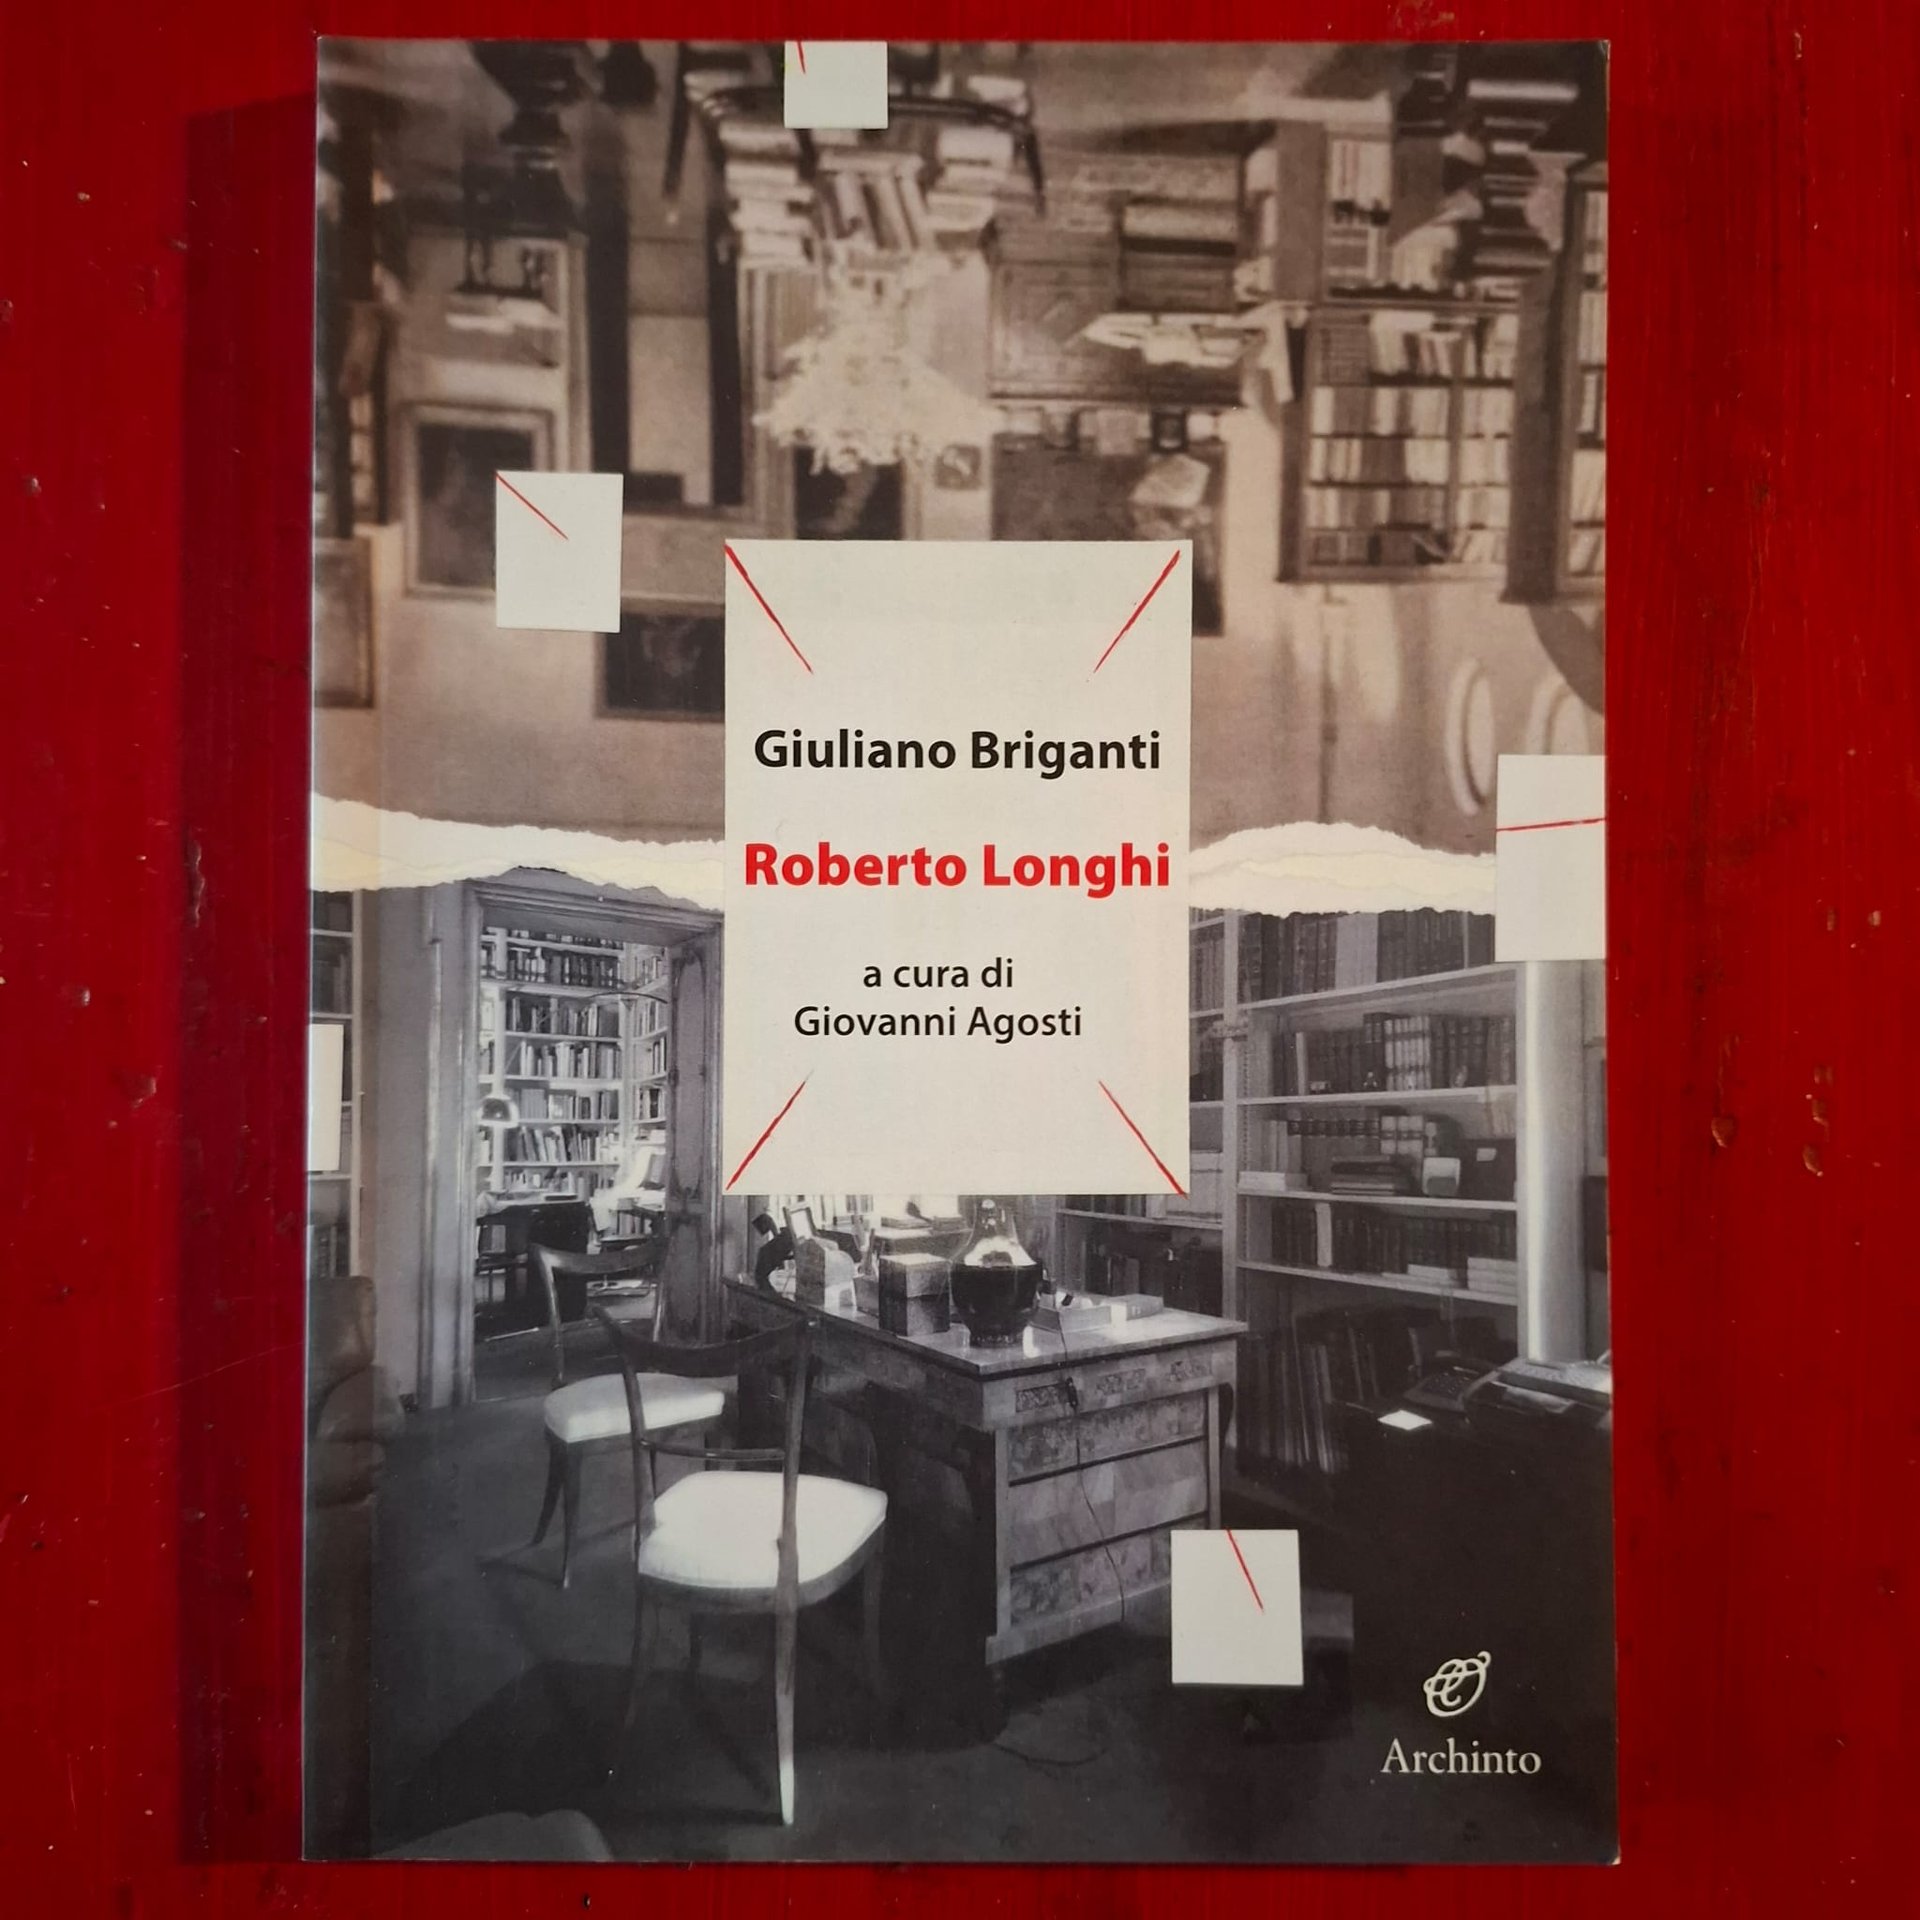 Giuliano Briganti
Roberto Longhi
a cura di
Giovanni Agosti
Archinto